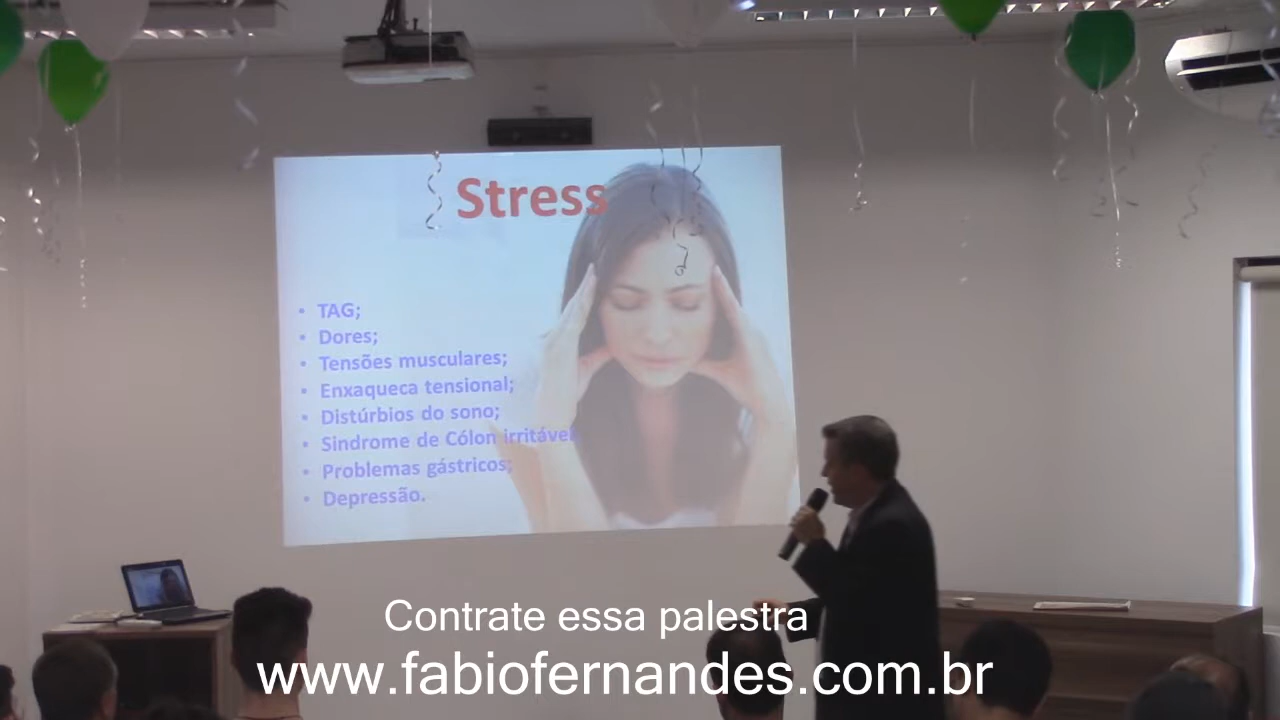 Stress
• TAG;
• Dores;
• Tensões musculares;
• Enxaqueca tensional;
• Distúrbios do sono;
• Sindrome de Cólon irritável
• Problemas gástricos;
• Depressão.
Contrate essa palestra
www.fabiofernandes.com.br